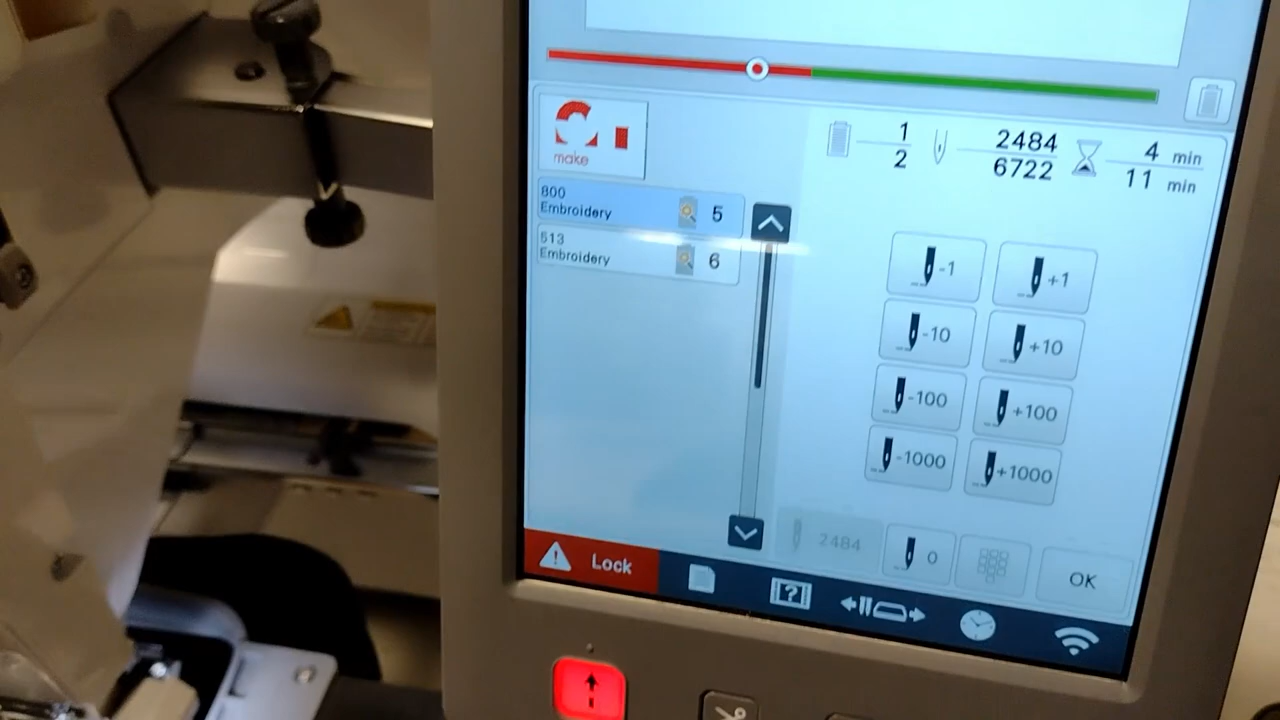 make
1
2
2484
6722
4 min
11 min
800
Embroidery
5
513
Embroidery
6
-1
+1
-10
+10
-100
+100
-1000
+1000
2484
0
OK
Lock
?